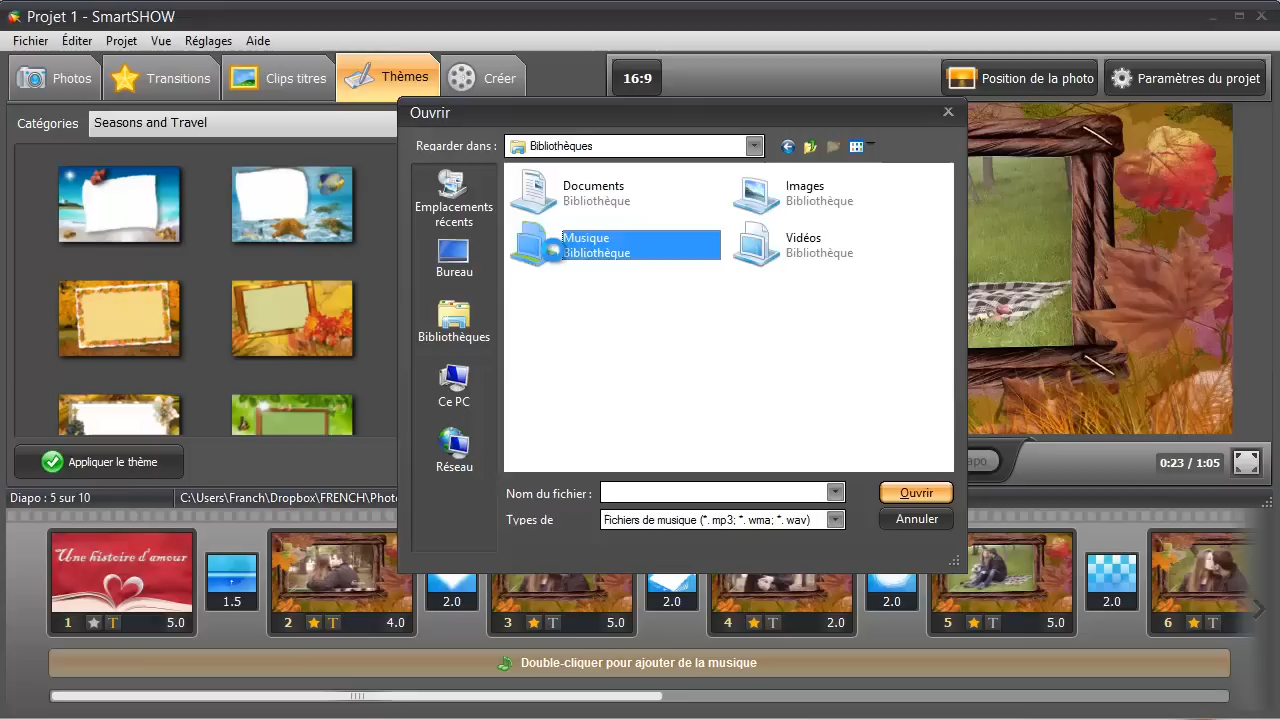 Projet 1 - SmartSHOW
Fichier Éditer Projet Vue Réglages Aide
Photos Transitions Clips titres Thèmes Créer 16:9 Position de la photo Paramètres du projet
Catégories Seasons and Travel
Ouvrir
Regarder dans : Bibliothèques
Emplacements récents
Bureau
Bibliothèques
Ce PC
Réseau
Documents
Bibliothèque
Images
Bibliothèque
Musique
Bibliothèque
Vidéos
Bibliothèque
Nom du fichier : Ouvrir
Types de Fichiers de musique (*. mp3; *. wma; *. wav) Annuler
Appliquer le thème
apo 0:23 / 1:05
Diapo : 5 sur 10 C:\Users\Franch\Dropbox\FRENCH\Phot
Une histoire d'amour
1.5 2.0 2.0 2.0 2.0
1 T 5.0 2 T 4.0 3 T 5.0 4 T 2.0 5 T 5.0 6 T
Double-cliquer pour ajouter de la musique